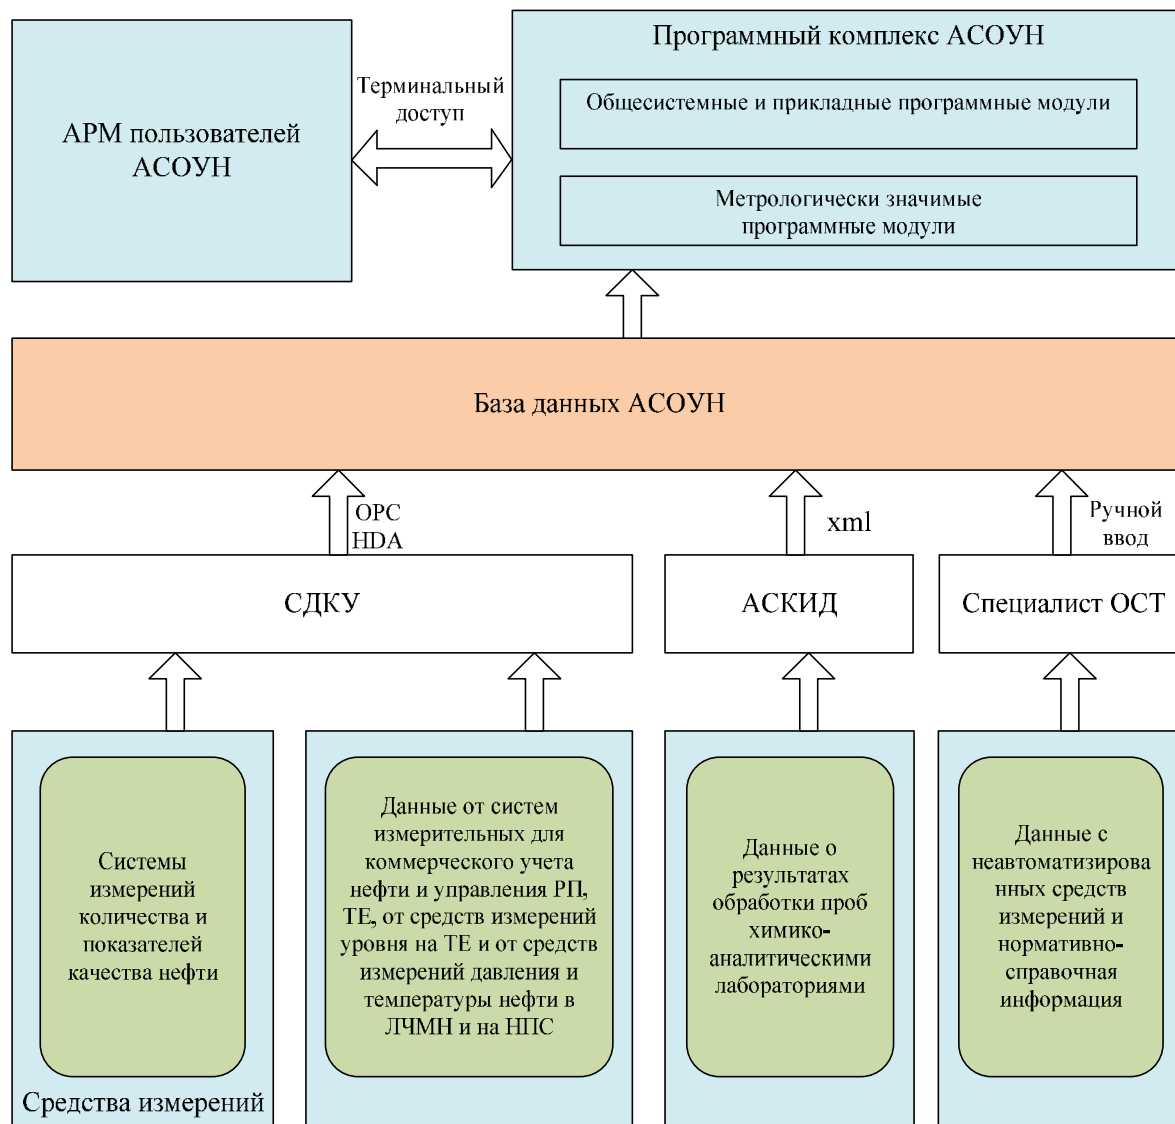 Программный комплекс АСОУН
Терминальный
доступ
Общесистемные и прикладные программные модули
АРМ пользователей
АСОУН
Метрологически значимые
программные модули
База данных АСОУН
OPC
HDA
xml
Ручной
ввод
СДКУ
АСКИД
Специалист ОСТ
Системы
измерений
количества и
показателей
качества нефти
Данные от систем
измерительных для
коммерческого учета
нефти и управления РП,
ТЕ, от средств измерений
уровня на ТЕ и от средств
измерений давления и
температуры нефти в
ЛЧМН и на НПС
Данные о
результатах
обработки проб
химико-
аналитическими
лабораториями
Данные с
неавтоматизирова
нных средств
измерений и
нормативно-
справочная
информация
Средства измерений